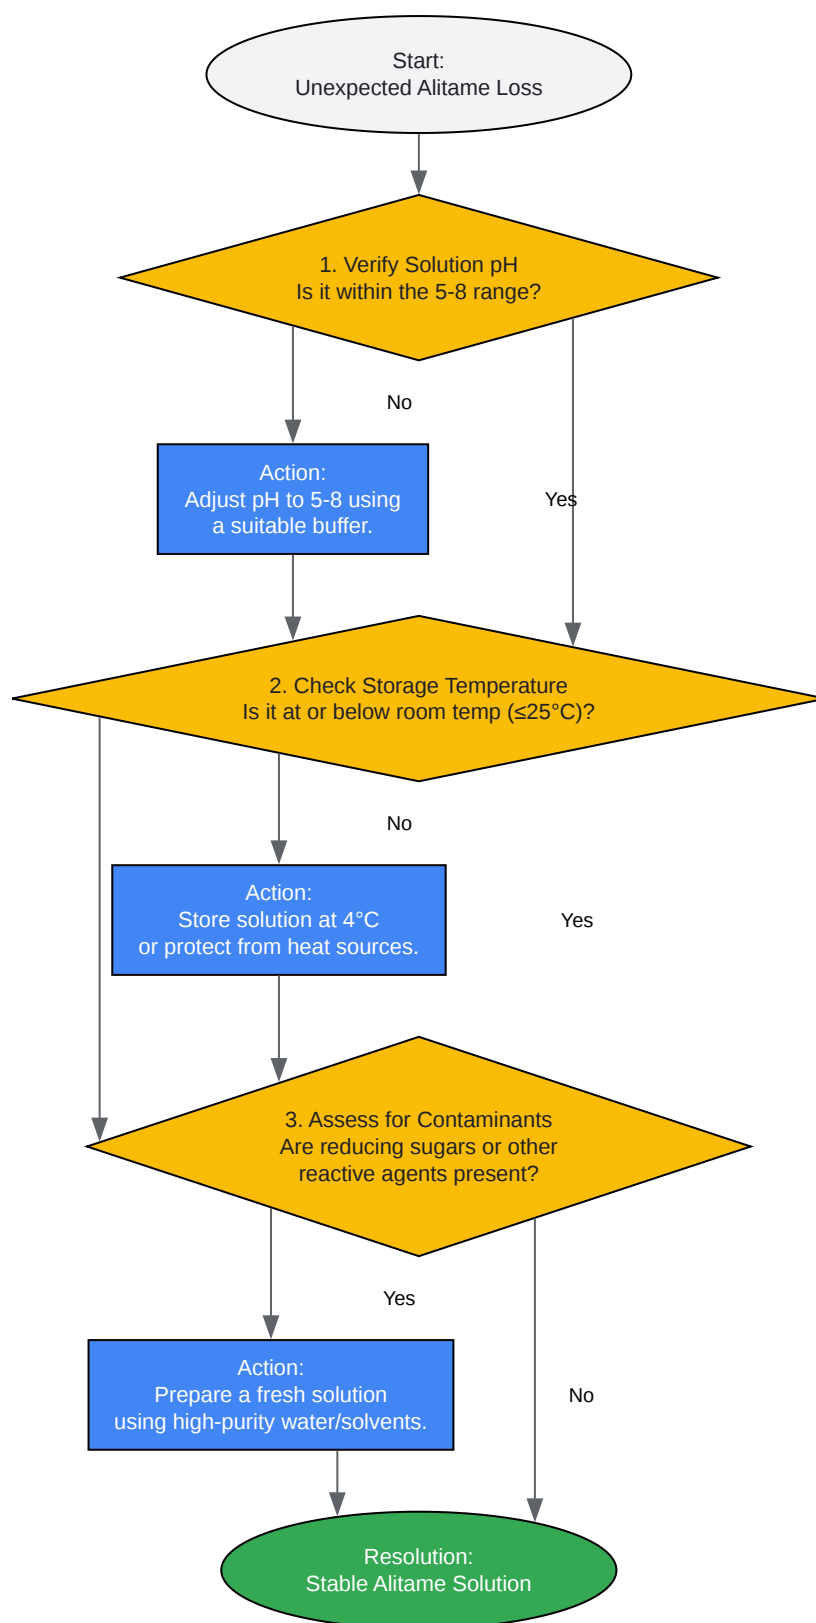 Start:
Unexpected Alitame Loss
1. Verify Solution pH
Is it within the 5-8 range?
No
Action:
Adjust pH to 5-8 using
a suitable buffer.
Yes
2. Check Storage Temperature
Is it at or below room temp (≤25°C)?
No
Action:
Store solution at 4°C
or protect from heat sources.
Yes
3. Assess for Contaminants
Are reducing sugars or other
reactive agents present?
Yes
Action:
Prepare a fresh solution
using high-purity water/solvents.
No
Resolution:
Stable Alitame Solution